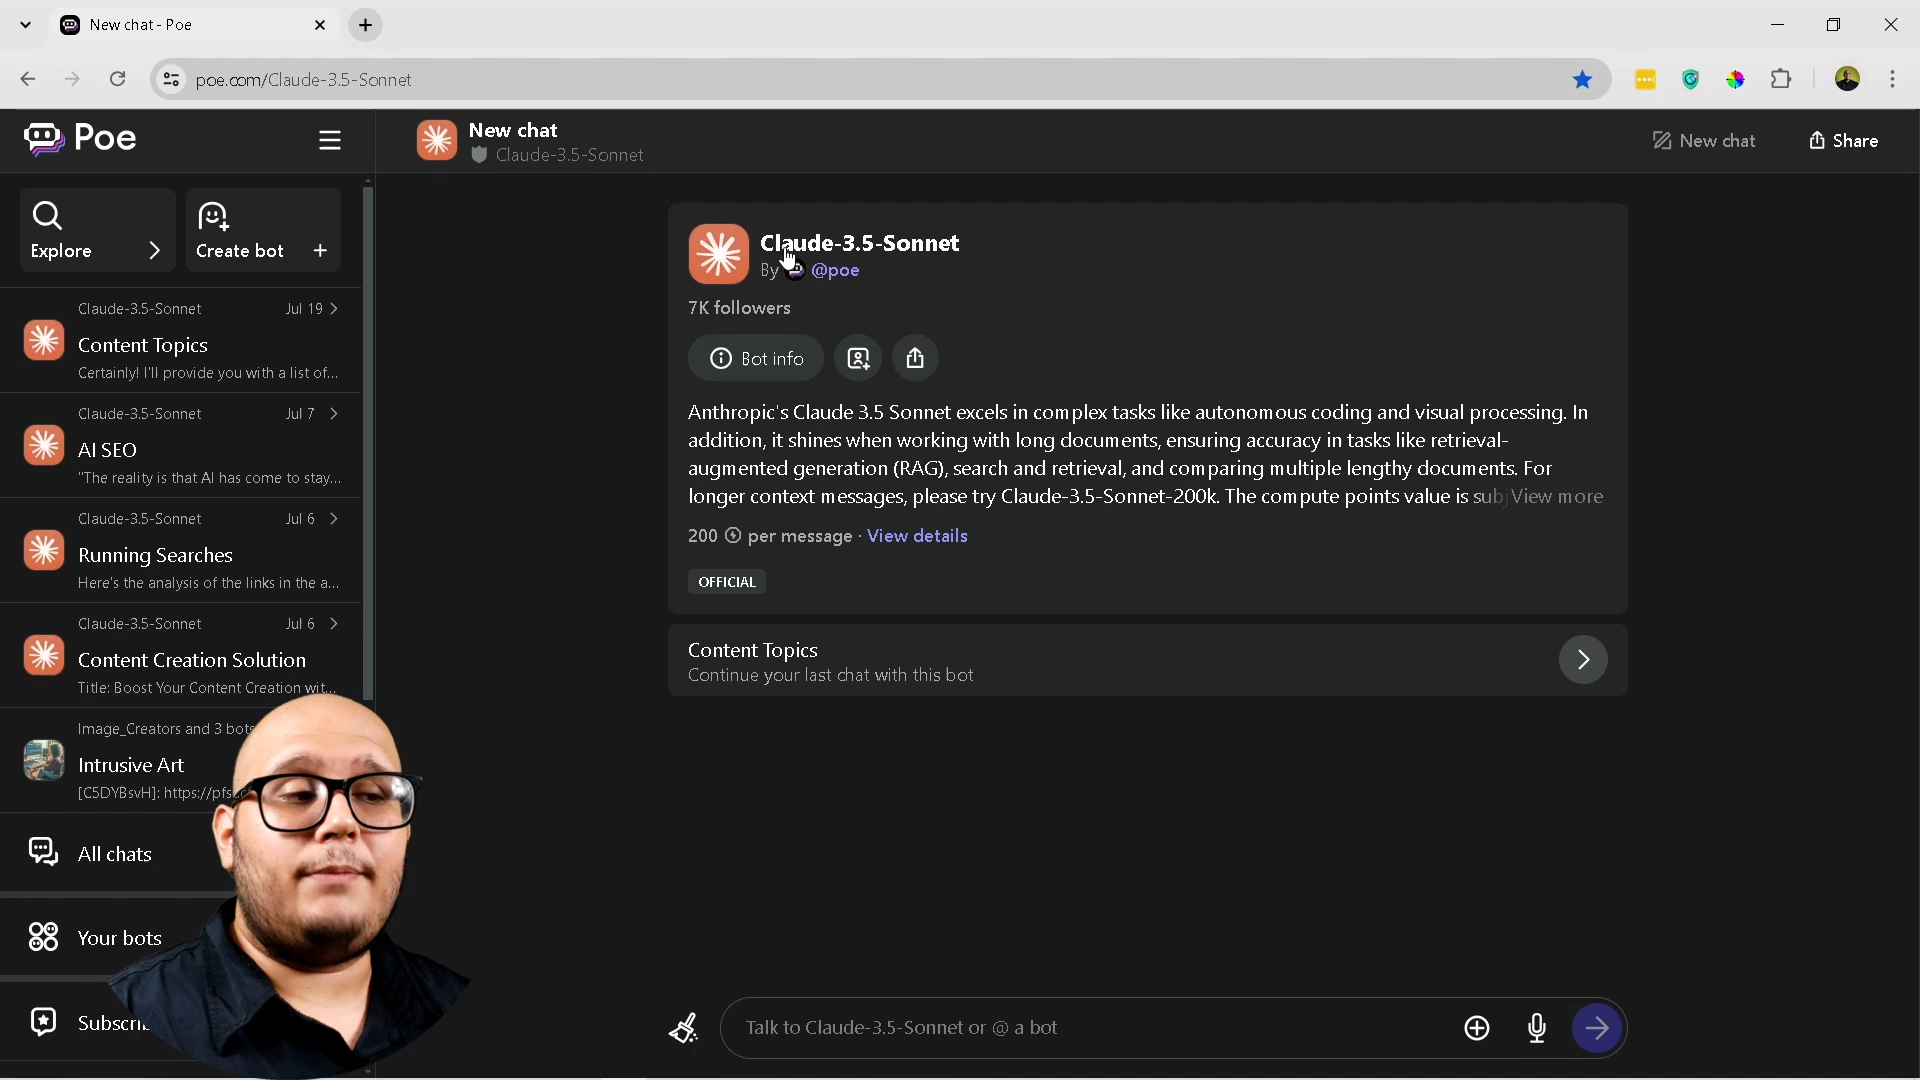 New chat - Poe
poe.com/Claude-3.5-Sonnet
Poe
New chat
Claude-3.5-Sonnet
New chat
Share
Explore
Create bot
Claude-3.5-Sonnet
Jul 19
Content Topics
Certainly! I'll provide you with a list of...
Claude-3.5-Sonnet
Jul 7
AI SEO
"The reality is that AI has come to stay...
Claude-3.5-Sonnet
Jul 6
Running Searches
Here's the analysis of the links in the a...
Claude-3.5-Sonnet
Jul 6
Content Creation Solution
Title: Boost Your Content Creation wit...
Image_Creators and 3 bots
Intrusive Art
[C5DYBsvH]: https://pfst.
All chats
Your bots
Claude-3.5-Sonnet
By @poe
7K followers
Bot info
Anthropic's Claude 3.5 Sonnet excels in complex tasks like autonomous coding and visual processing. In
addition, it shines when working with long documents, ensuring accuracy in tasks like retrieval-
augmented generation (RAG), search and retrieval, and comparing multiple lengthy documents. For
longer context messages, please try Claude-3.5-Sonnet-200k. The compute points value is subj View more
200 per message · View details
OFFICIAL
Content Topics
Continue your last chat with this bot
Talk to Claude-3.5-Sonnet or @ a bot